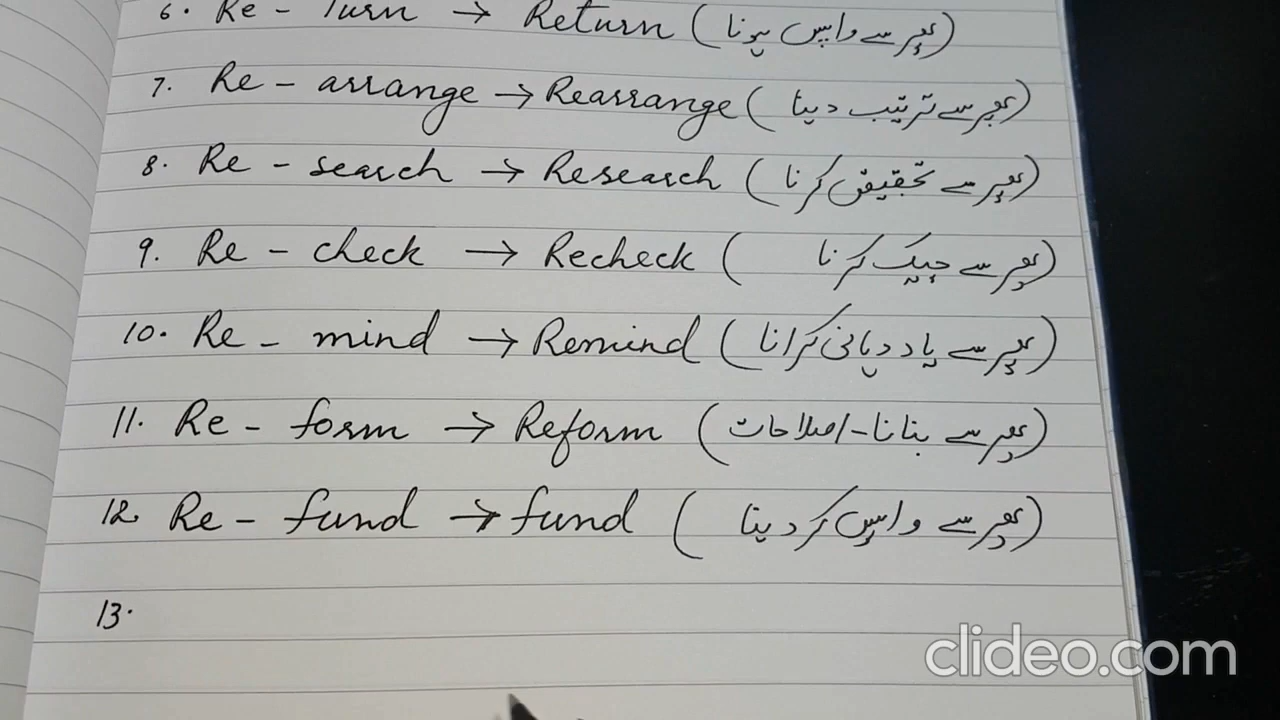 6. Re - Turn → Return (پھر سے واپس ہونا)
7. Re - arrange → Rearrange (پھر سے ترتیب دینا)
8. Re - search → Research (پھر سے تحقیق کرنا)
9. Re - check → Recheck (پھر سے چیک کرنا)
10. Re - mind → Remind (پھر سے یاد دہانی کرانا)
11. Re - form → Reform (پھر سے بنانا - اصلاحات)
12. Re - fund → fund (پھر سے واپس کر دینا)
13.
clideo.com